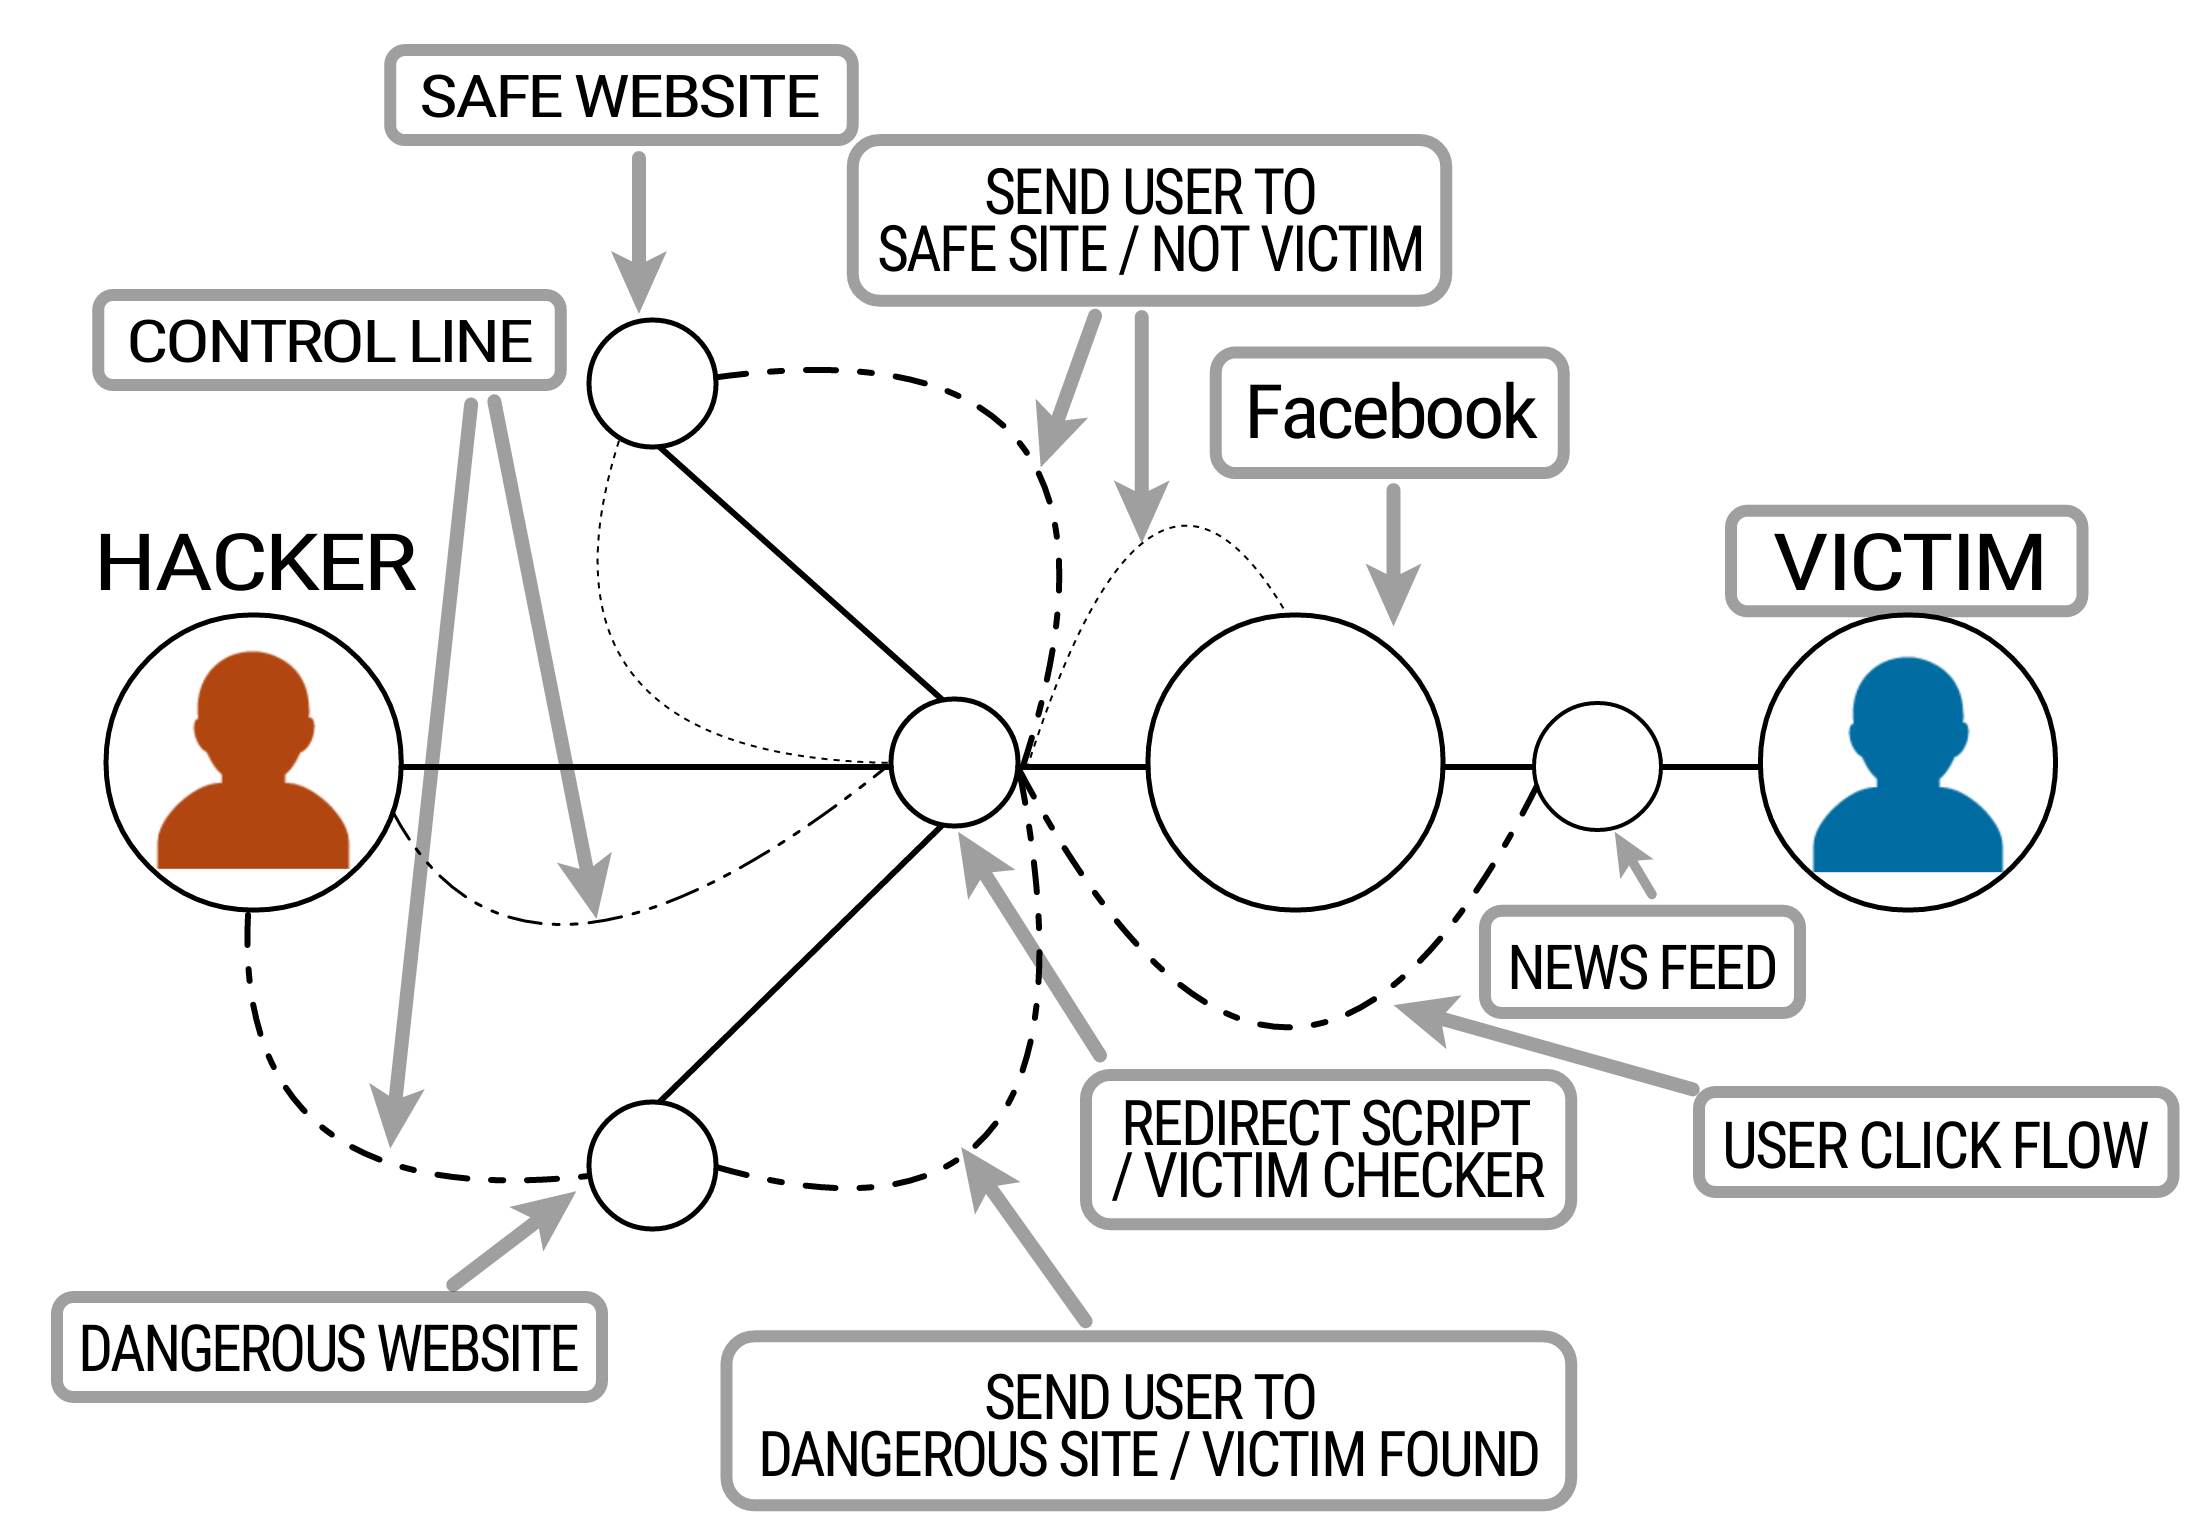 SAFE WEBSITE
SEND USER TO
SAFE SITE / NOT VICTIM
CONTROL LINE
Facebook
HACKER
VICTIM
NEWS FEED
REDIRECT SCRIPT
/ VICTIM CHECKER
USER CLICK FLOW
DANGEROUS WEBSITE
SEND USER TO
DANGEROUS SITE / VICTIM FOUND